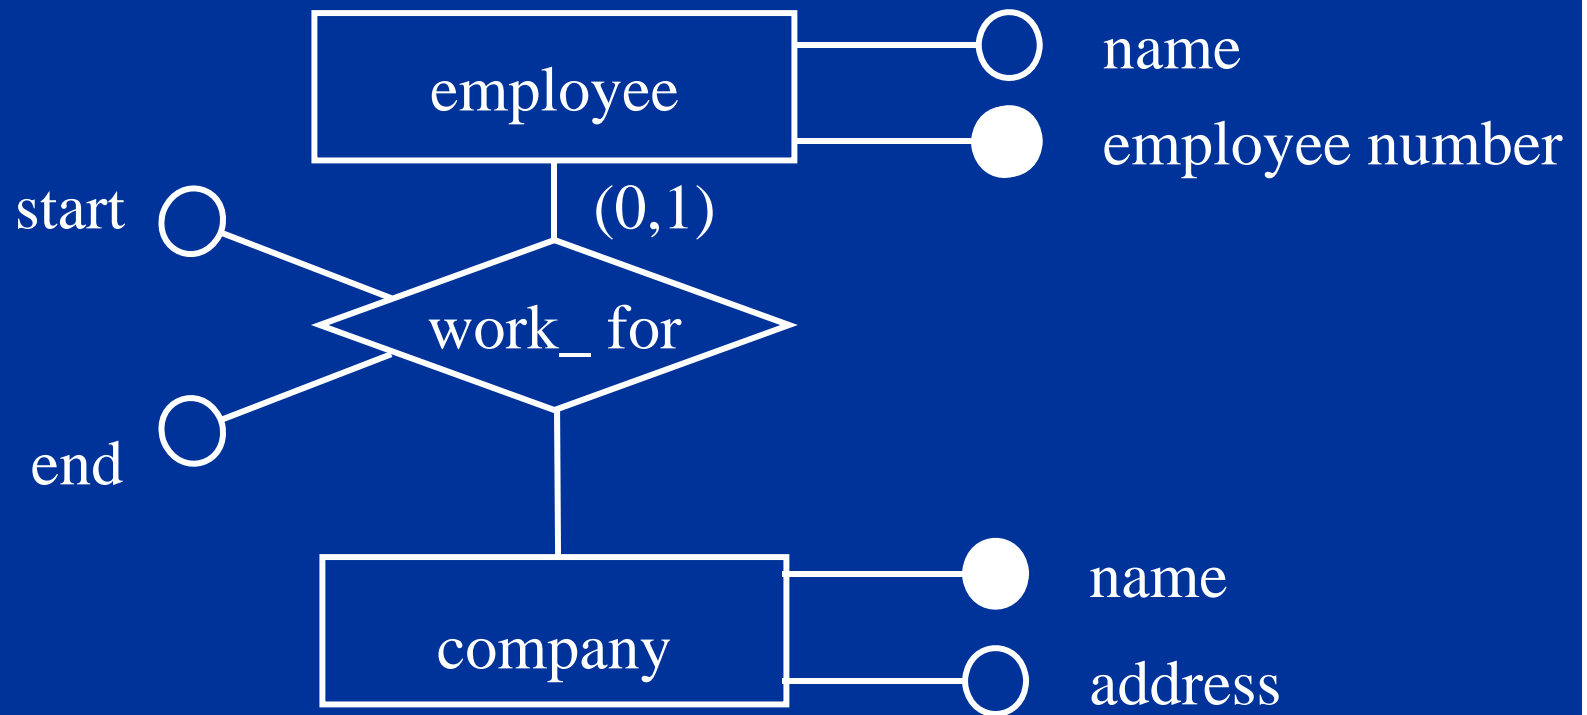 name
employee
employee number
start
(0,1)
work_ for
end
name
company
address